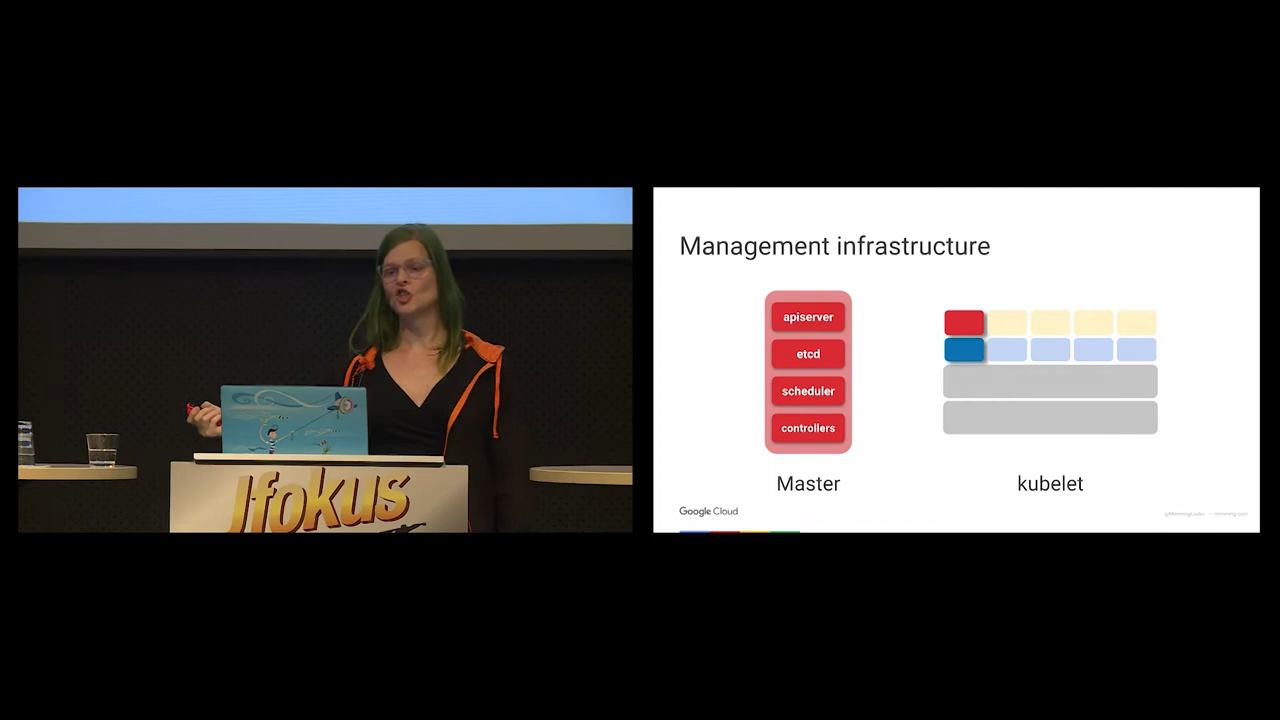 Jfokus
Management infrastructure
apiserver
etcd
scheduler
controllers
Master
kubelet
Google Cloud